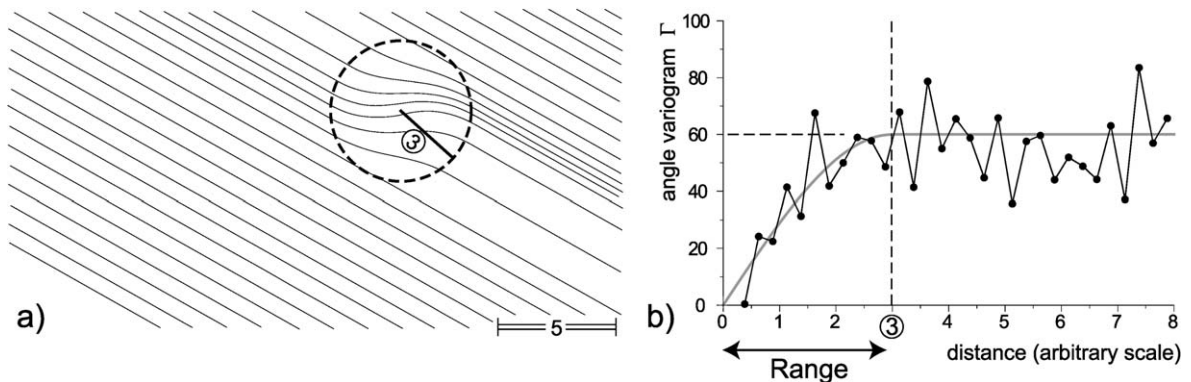 ③
5
a)
angle variogram Γ
100
80
60
40
20
0
0 1 2 ③ 4 5 6 7 8
distance (arbitrary scale)
Range
b)